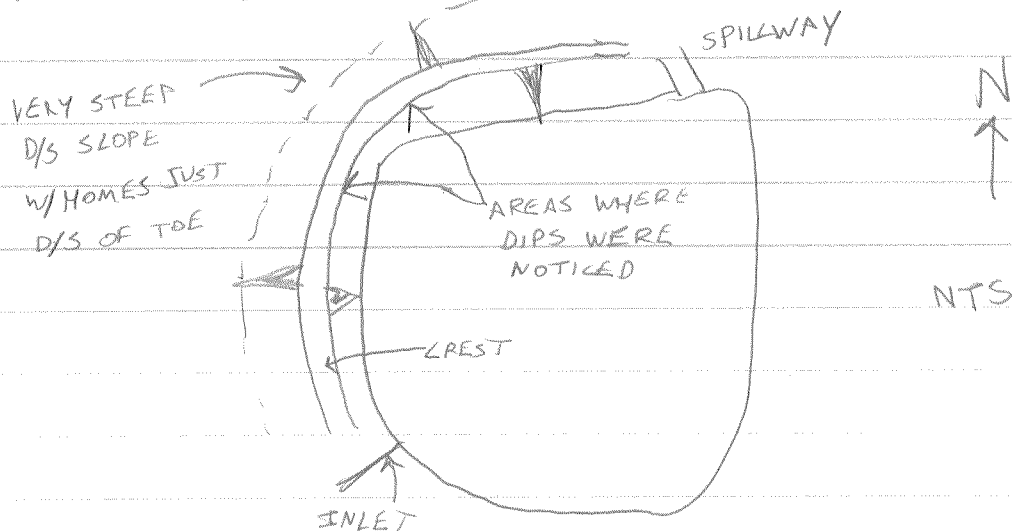 SPILLWAY
N
VERY STEEP
D/S SLOPE
W/ HOMES JUST
D/S OF TOE
AREAS WHERE
DIPS WERE
NOTICED
NTS
CREST
INLET